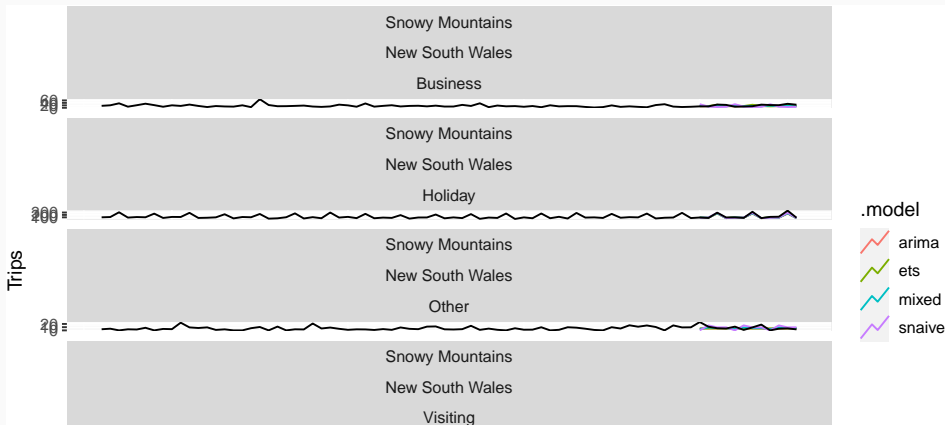 Snowy Mountains
New South Wales
Business
Snowy Mountains
New South Wales
Holiday
Snowy Mountains
New South Wales
Other
Snowy Mountains
New South Wales
Visiting
Trips
.model
arima
ets
mixed
snaive